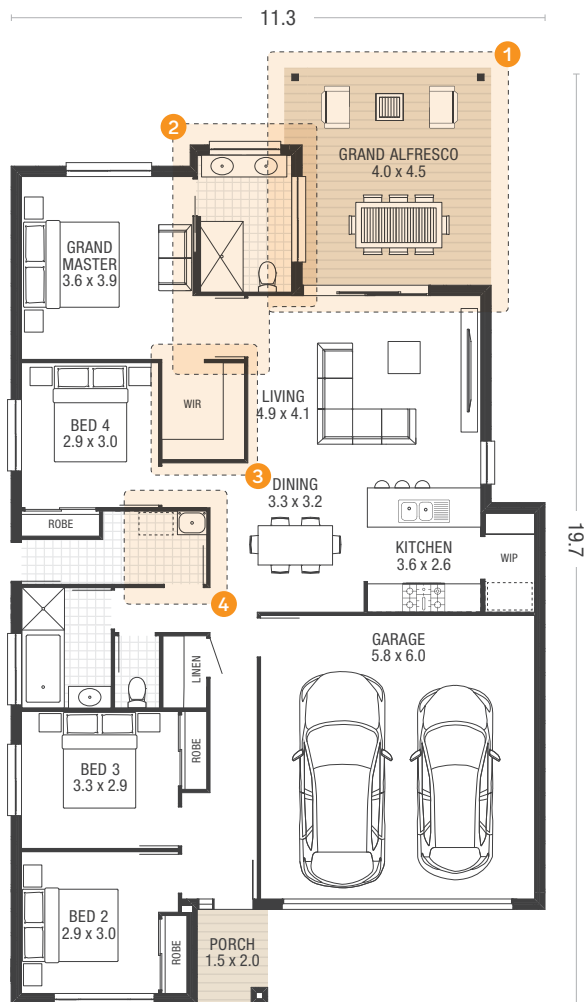 11.3
1
2
GRAND ALFRESCO
4.0 x 4.5
GRAND
MASTER
3.6 x 3.9
WIR
LIVING
4.9 x 4.1
BED 4
2.9 x 3.0
3
DINING
3.3 x 3.2
ROBE
KITCHEN
3.6 x 2.6
WIP
19.7
4
GARAGE
5.8 x 6.0
LINEN
ROBE
BED 3
3.3 x 2.9
BED 2
2.9 x 3.0
ROBE
PORCH
1.5 x 2.0